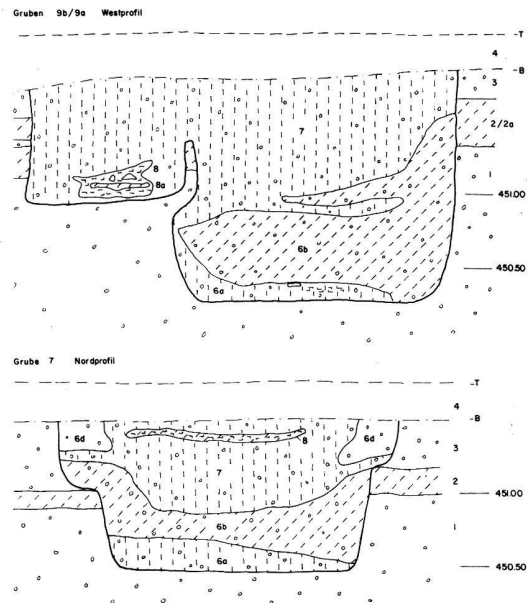 Gruben 9b/9a Westprofil
T
4
B
3
7
2/2a
8
8a
1
451.00
6b
450.50
6a
Grube 7 Nordprofil
T
4
B
6d
6d
8
3
7
2
451.00
6b
1
6a
450.50